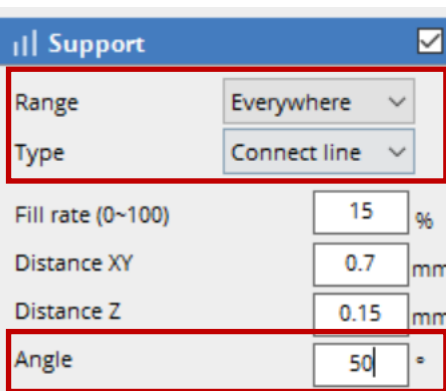 Support
Range Everywhere
Type Connect line
Fill rate (0~100) 15 %
Distance XY 0.7 mm
Distance Z 0.15 mm
Angle 50 °